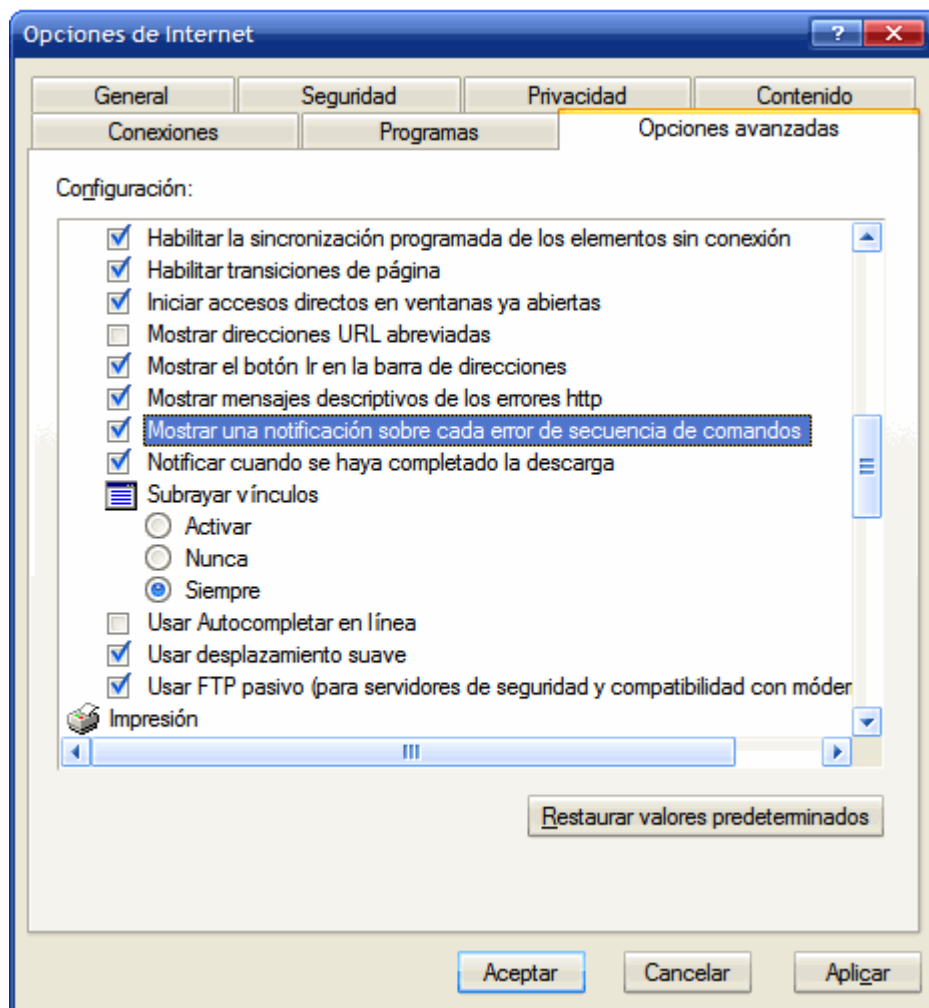 Opciones de Internet
General Seguridad Privacidad Contenido
Conexiones Programas Opciones avanzadas
Configuración:
Habilitar la sincronización programada de los elementos sin conexión
Habilitar transiciones de página
Iniciar accesos directos en ventanas ya abiertas
Mostrar direcciones URL abreviadas
Mostrar el botón Ir en la barra de direcciones
Mostrar mensajes descriptivos de los errores http
Mostrar una notificación sobre cada error de secuencia de comandos
Notificar cuando se haya completado la descarga
Subrayar vínculos
Activar
Nunca
Siempre
Usar Autocompletar en línea
Usar desplazamiento suave
Usar FTP pasivo (para servidores de seguridad y compatibilidad con móder
Impresión
Restaurar valores predeterminados
Aceptar Cancelar Aplicar